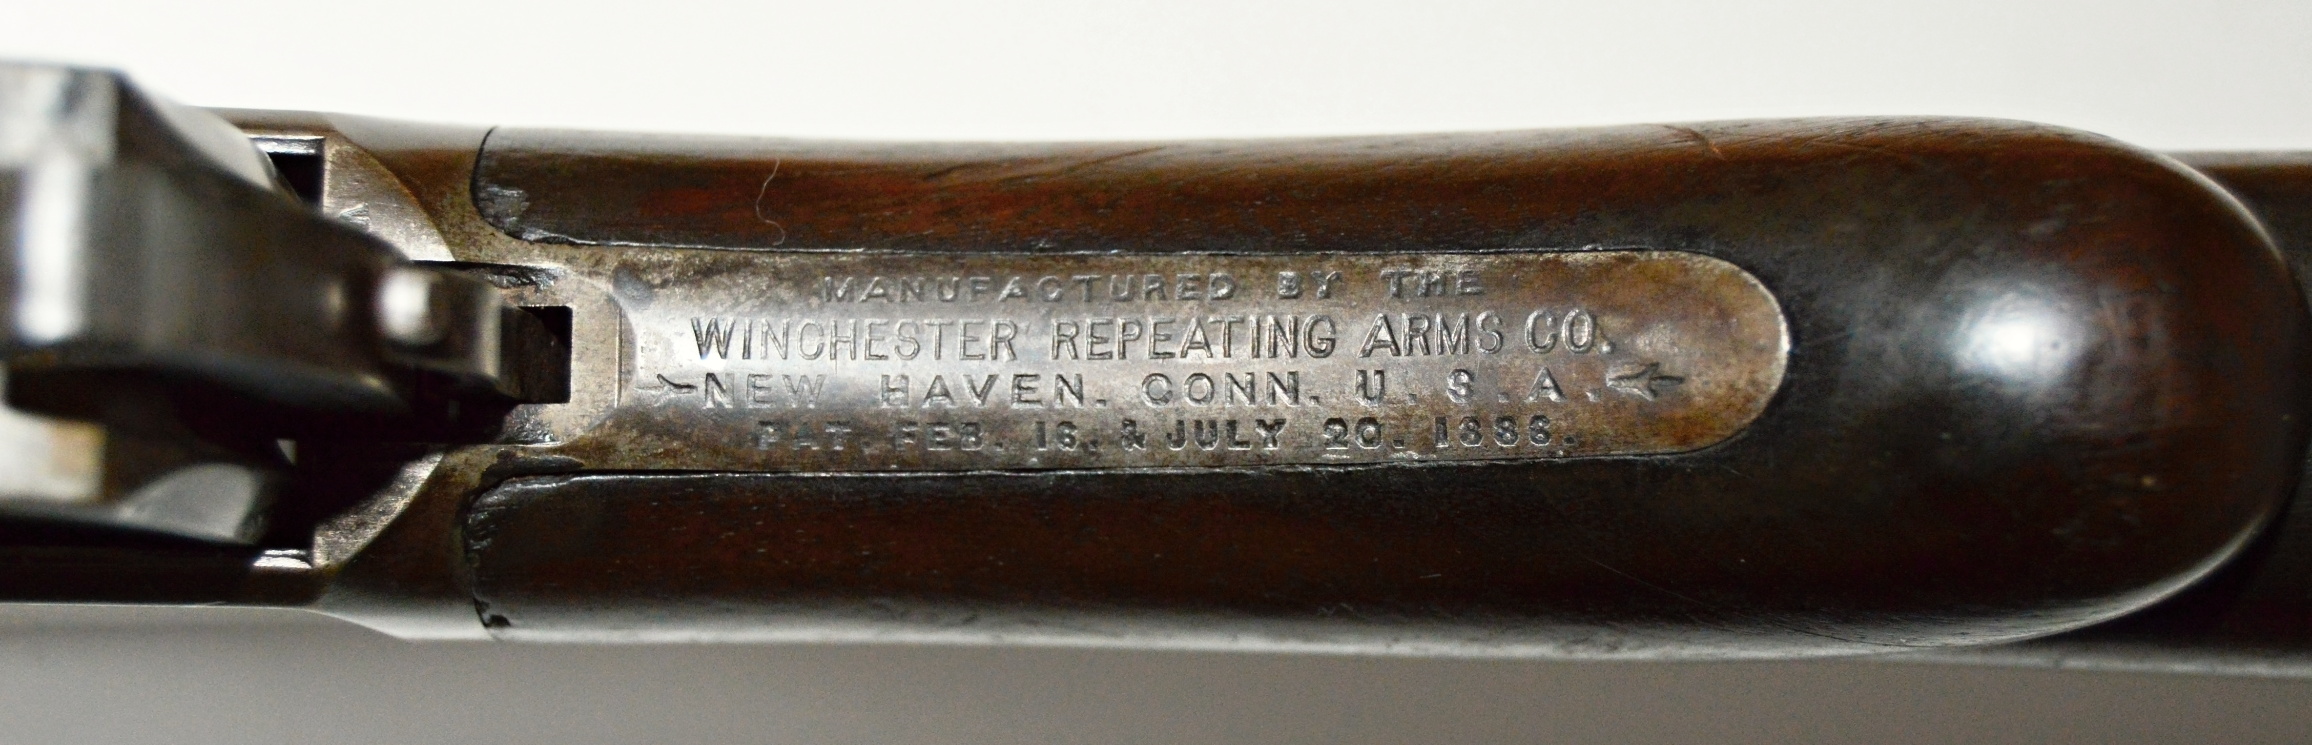 MANUFACTURED BY THE
WINCHESTER REPEATING ARMS CO.
NEW HAVEN. CONN. U. S. A.
PAT. FEB. 16. & JULY 20. 1886.